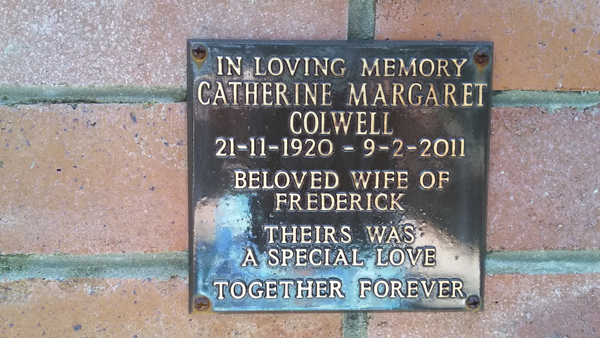 IN LOVING MEMORY
CATHERINE MARGARET
COLWELL
21-11-1920 - 9-2-2011
BELOVED WIFE OF
FREDERICK
THEIRS WAS
A SPECIAL LOVE
TOGETHER FOREVER